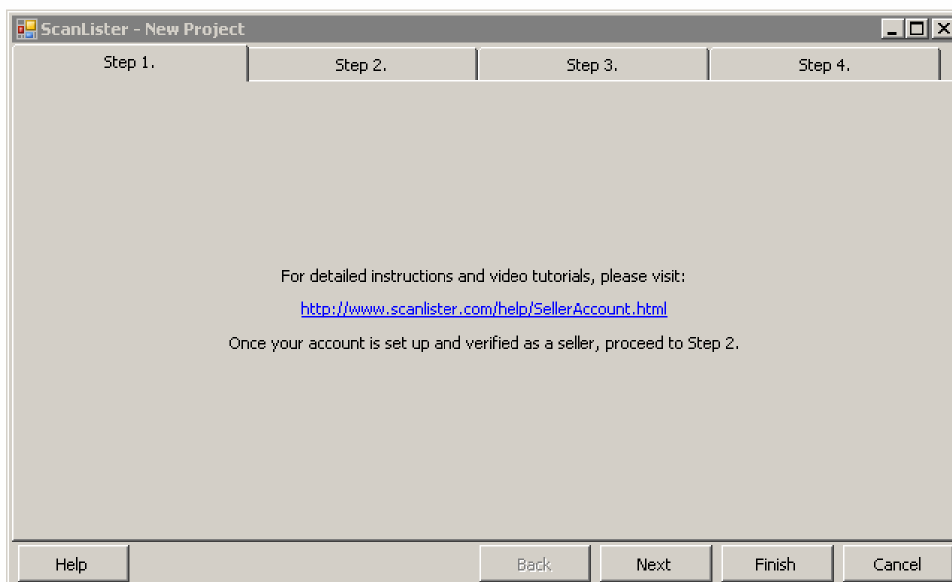 ScanLister - New Project
Step 1. Step 2. Step 3. Step 4.
For detailed instructions and video tutorials, please visit:
http://www.scanlister.com/help/SellerAccount.html
Once your account is set up and verified as a seller, proceed to Step 2.
Help Back Next Finish Cancel